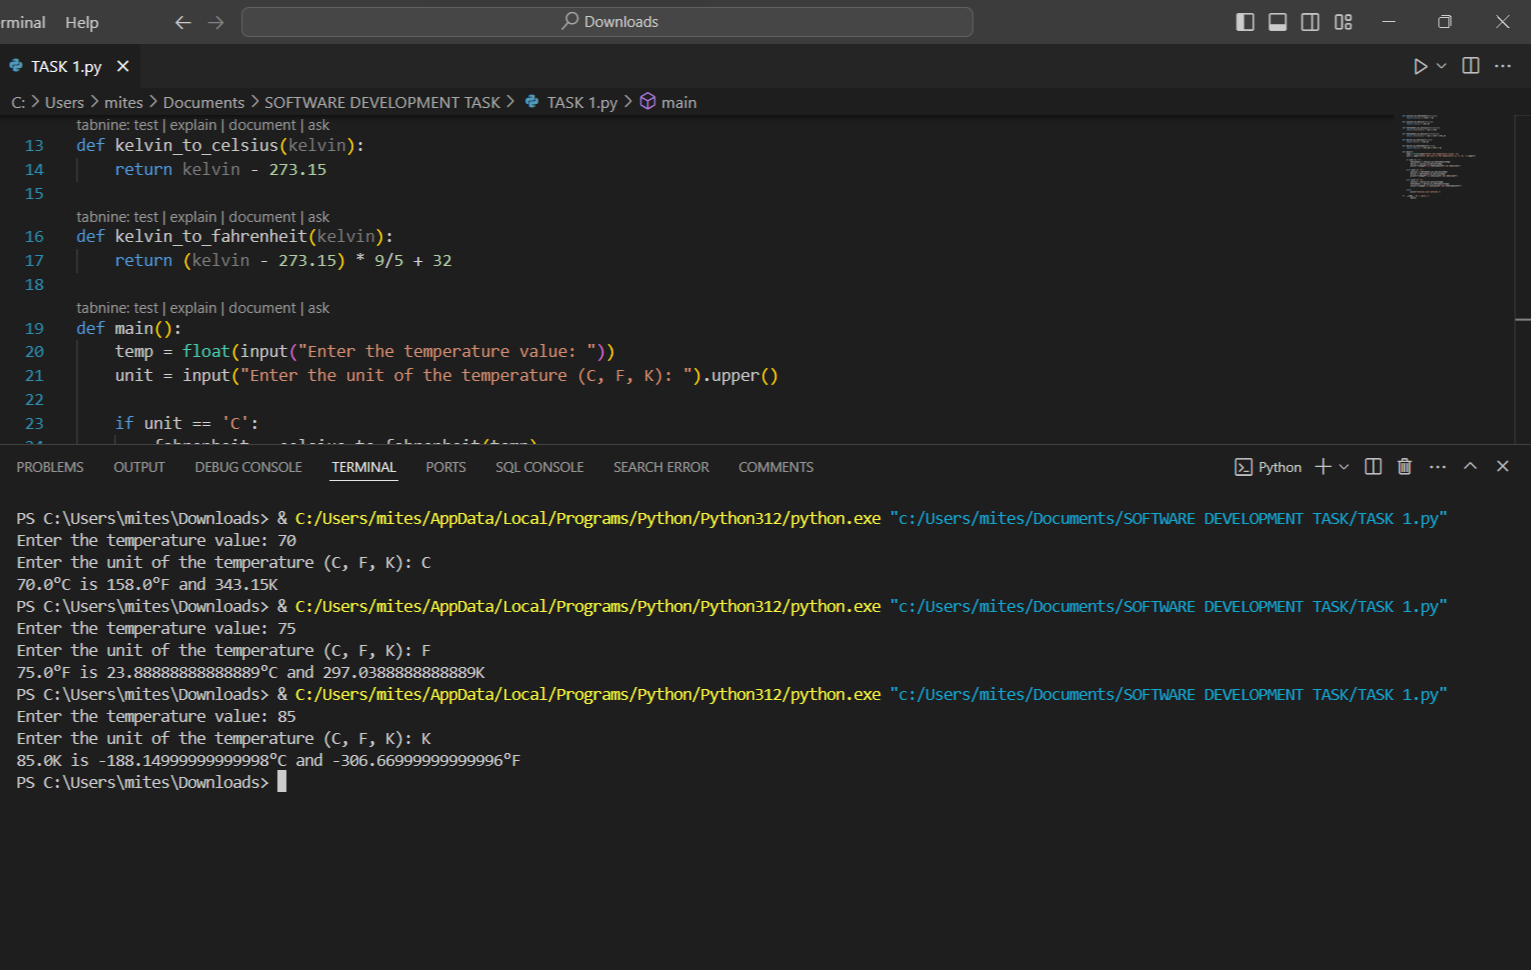 rminal Help Downloads
TASK 1.py
C: > Users > mites > Documents > SOFTWARE DEVELOPMENT TASK > TASK 1.py > main
tabnine: test | explain | document | ask
13 def kelvin_to_celsius(kelvin):
14 return kelvin - 273.15
15
tabnine: test | explain | document | ask
16 def kelvin_to_fahrenheit(kelvin):
17 return (kelvin - 273.15) * 9/5 + 32
18
tabnine: test | explain | document | ask
19 def main():
20 temp = float(input("Enter the temperature value: "))
21 unit = input("Enter the unit of the temperature (C, F, K): ").upper()
22
23 if unit == 'C':
24 fahrenheit = celsius_to_fahrenheit(temp)
PROBLEMS OUTPUT DEBUG CONSOLE TERMINAL PORTS SQL CONSOLE SEARCH ERROR COMMENTS Python
PS C:\Users\mites\Downloads> & C:/Users/mites/AppData/Local/Programs/Python/Python312/python.exe "c:/Users/mites/Documents/SOFTWARE DEVELOPMENT TASK/TASK 1.py"
Enter the temperature value: 70
Enter the unit of the temperature (C, F, K): C
70.0°C is 158.0°F and 343.15K
PS C:\Users\mites\Downloads> & C:/Users/mites/AppData/Local/Programs/Python/Python312/python.exe "c:/Users/mites/Documents/SOFTWARE DEVELOPMENT TASK/TASK 1.py"
Enter the temperature value: 75
Enter the unit of the temperature (C, F, K): F
75.0°F is 23.88888888888889°C and 297.0388888888889K
PS C:\Users\mites\Downloads> & C:/Users/mites/AppData/Local/Programs/Python/Python312/python.exe "c:/Users/mites/Documents/SOFTWARE DEVELOPMENT TASK/TASK 1.py"
Enter the temperature value: 85
Enter the unit of the temperature (C, F, K): K
85.0K is -188.14999999999998°C and -306.66999999999996°F
PS C:\Users\mites\Downloads>